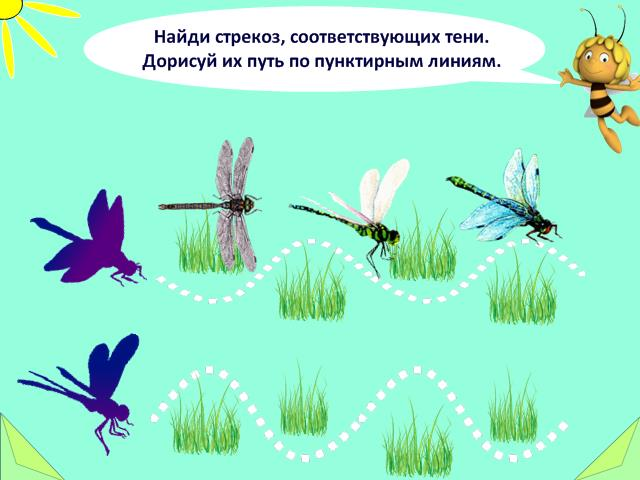 Найди стрекоз, соответствующих тени.
Дорисуй их путь по пунктирным линиям.